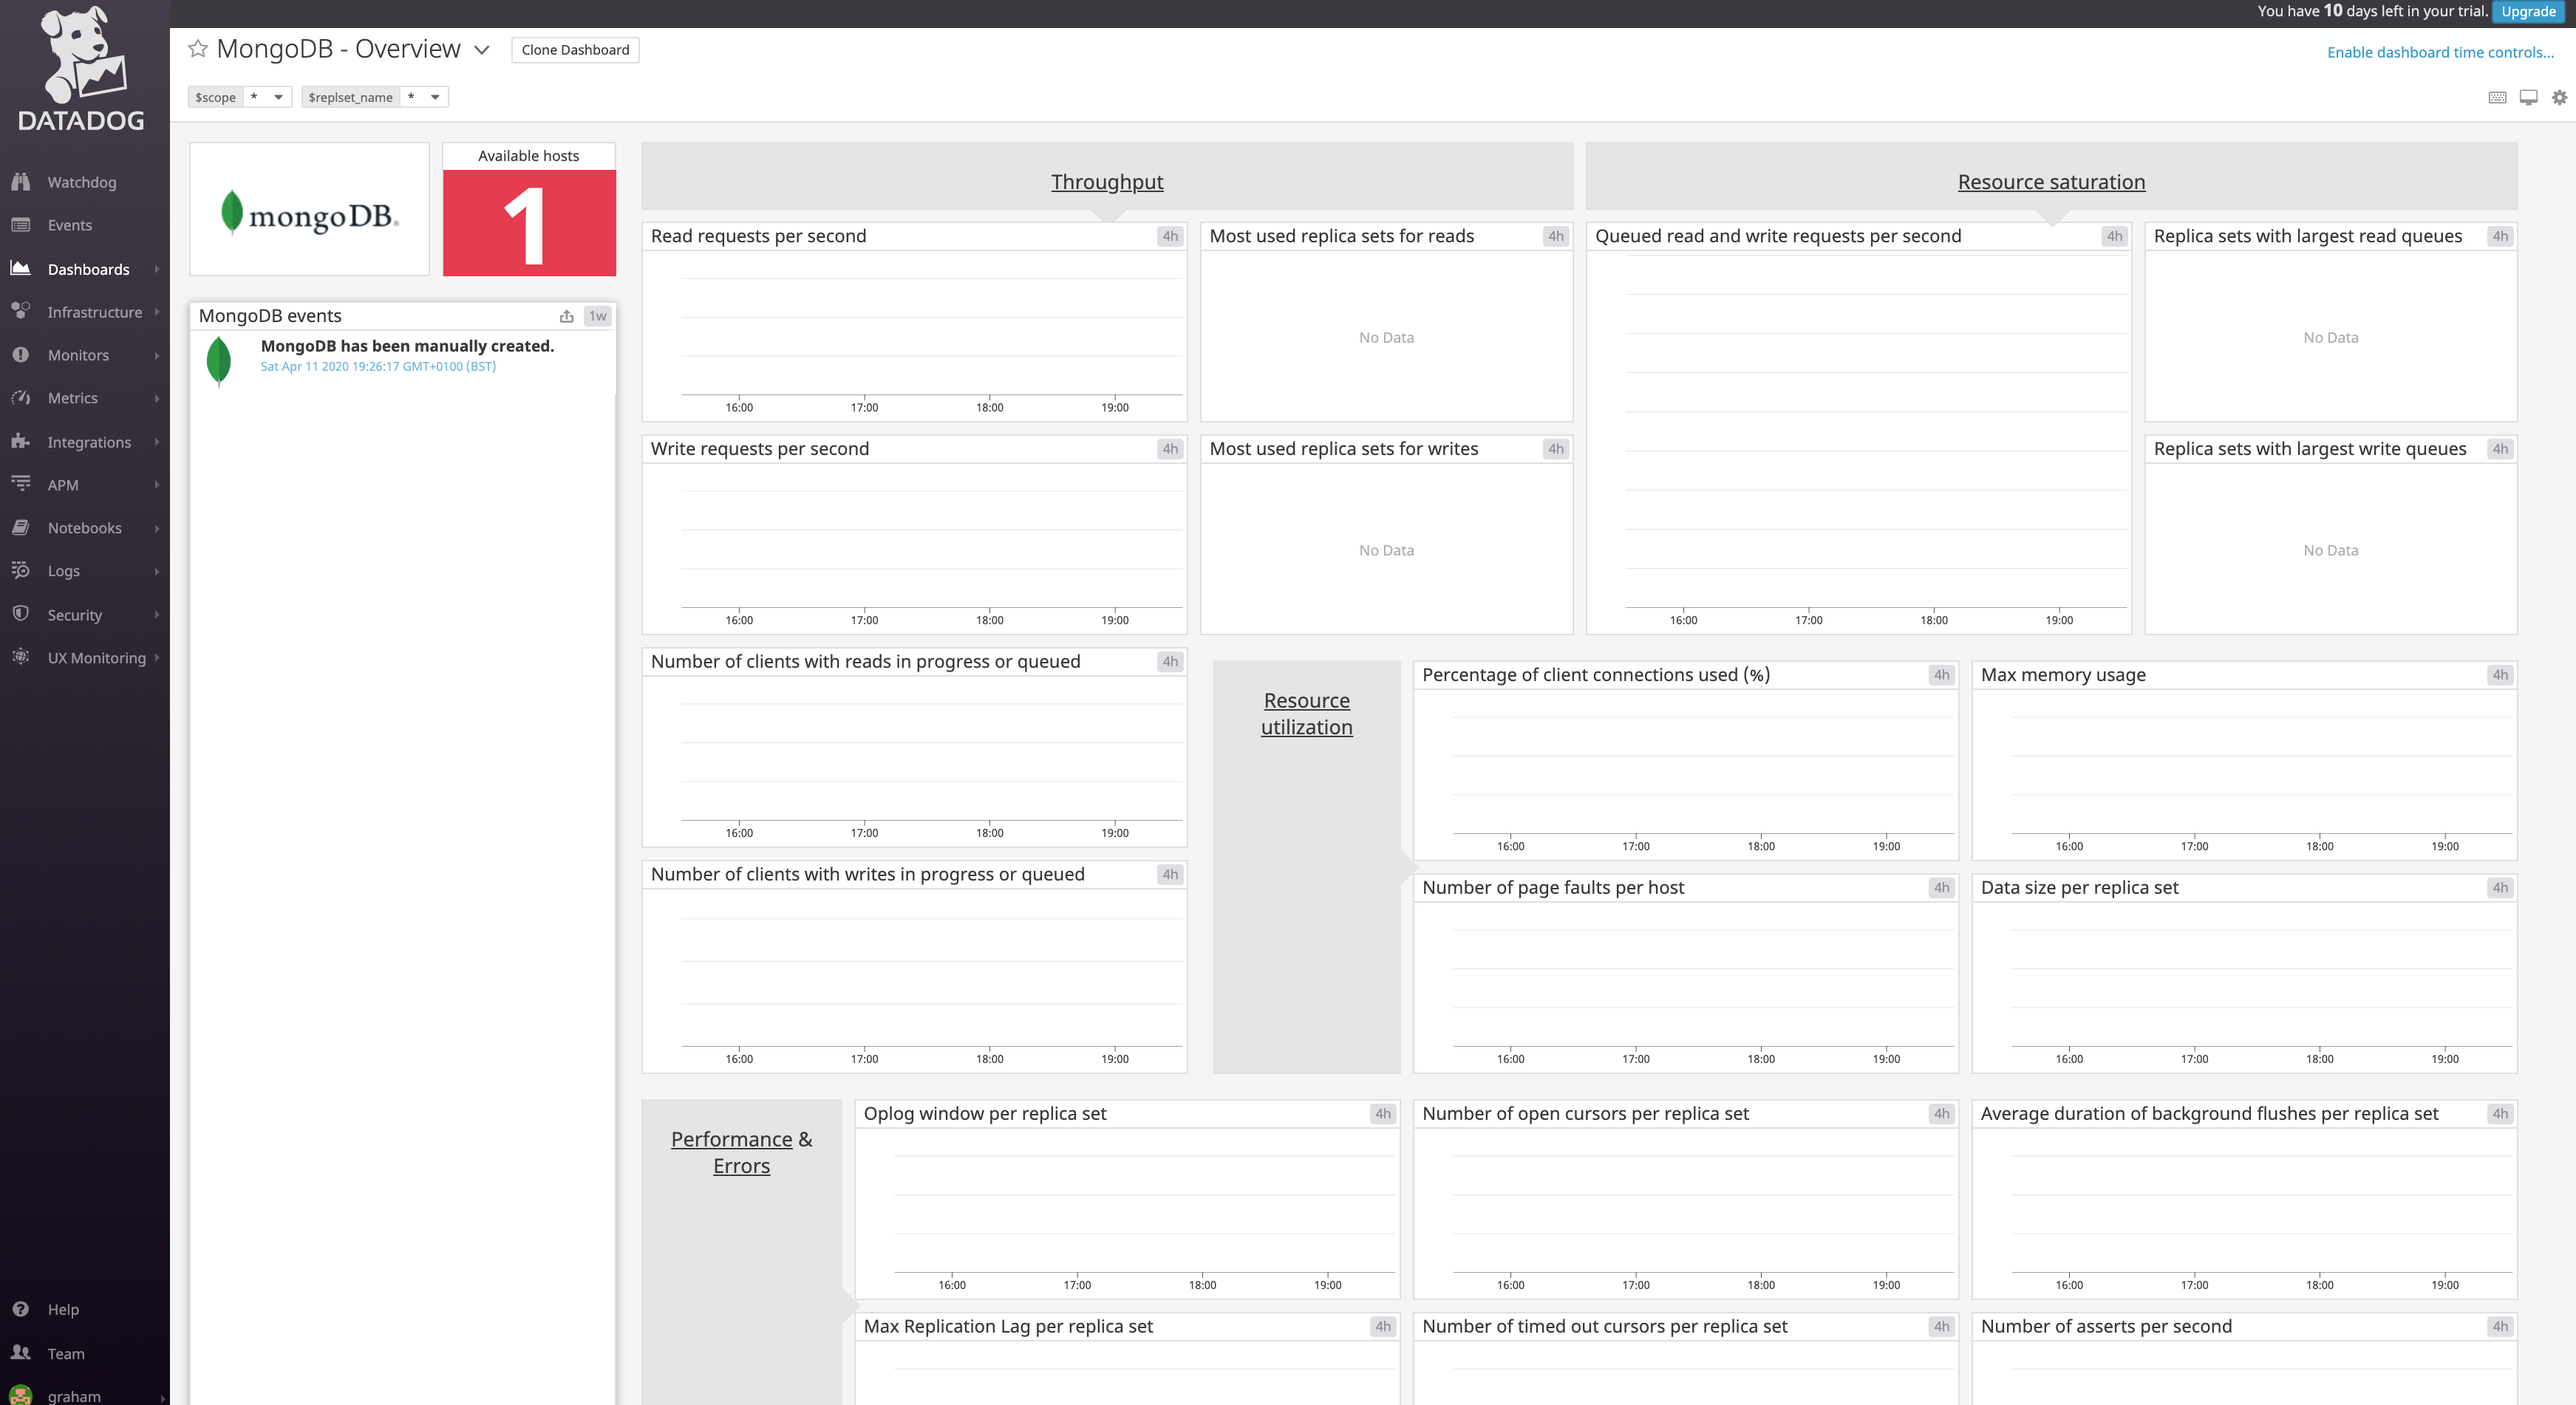 You have 10 days left in your trial. Upgrade
DATADOG
MongoDB - Overview
Clone Dashboard
Enable dashboard time controls...
$scope *
$replset_name *
Watchdog
Events
Dashboards
Infrastructure
Monitors
Metrics
Integrations
APM
Notebooks
Logs
Security
UX Monitoring
Help
Team
graham
mongoDB.
Available hosts
1
MongoDB events 1w
MongoDB has been manually created.
Sat Apr 11 2020 19:26:17 GMT+0100 (BST)
Throughput
Read requests per second 4h
16:00 17:00 18:00 19:00
Most used replica sets for reads 4h
No Data
Write requests per second 4h
16:00 17:00 18:00 19:00
Most used replica sets for writes 4h
No Data
Number of clients with reads in progress or queued 4h
16:00 17:00 18:00 19:00
Number of clients with writes in progress or queued 4h
16:00 17:00 18:00 19:00
Resource saturation
Queued read and write requests per second 4h
16:00 17:00 18:00 19:00
Replica sets with largest read queues 4h
No Data
Replica sets with largest write queues 4h
No Data
Resource
utilization
Percentage of client connections used (%) 4h
16:00 17:00 18:00 19:00
Max memory usage 4h
16:00 17:00 18:00 19:00
Number of page faults per host 4h
16:00 17:00 18:00 19:00
Data size per replica set 4h
16:00 17:00 18:00 19:00
Performance &
Errors
Oplog window per replica set 4h
16:00 17:00 18:00 19:00
Number of open cursors per replica set 4h
16:00 17:00 18:00 19:00
Average duration of background flushes per replica set 4h
16:00 17:00 18:00 19:00
Max Replication Lag per replica set 4h
Number of timed out cursors per replica set 4h
Number of asserts per second 4h